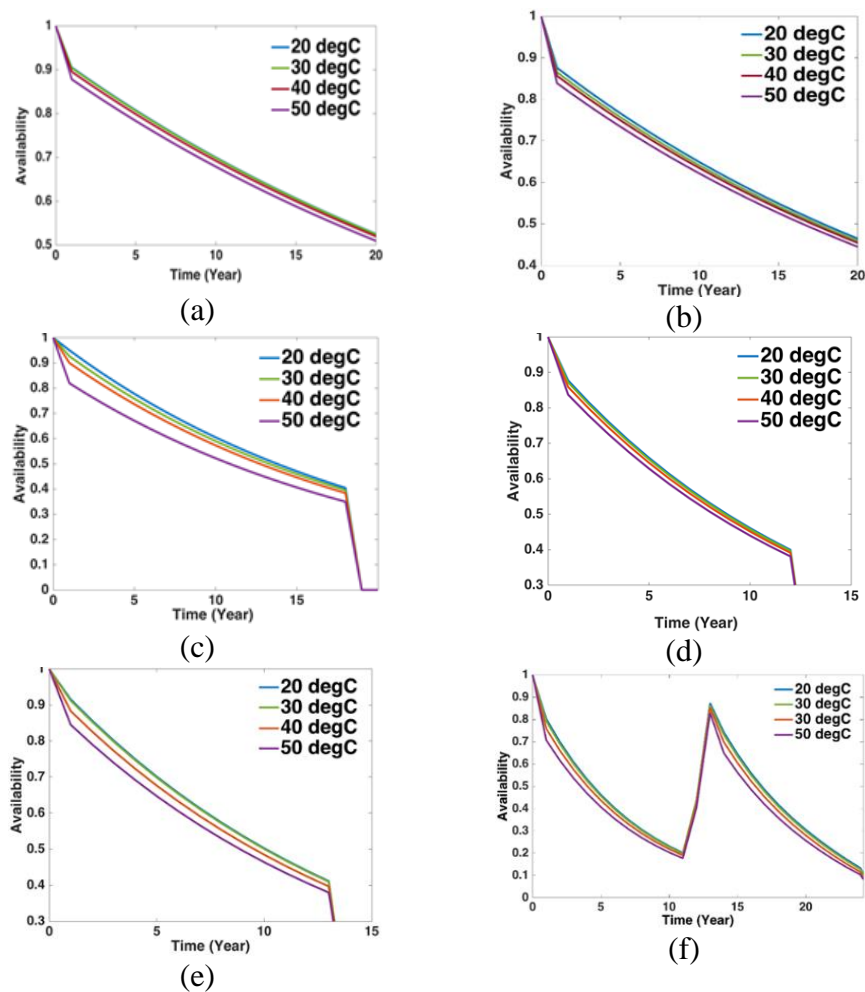 1
0.9
0.8
0.7
0.6
0.5
Availability
0
5
10
15
20
Time (Year)
20 degC
30 degC
40 degC
50 degC
(a)
1
0.9
0.8
0.7
0.6
0.5
0.4
Availability
0
5
10
15
20
Time (Year)
20 degC
30 degC
40 degC
50 degC
(b)
1
0.9
0.8
0.7
0.6
0.5
0.4
0.3
0.2
0.1
0
Availability
0
5
10
15
Time (Year)
20 degC
30 degC
40 degC
50 degC
(c)
1
0.9
0.8
0.7
0.6
0.5
0.4
0.3
Availability
0
5
10
15
Time (Year)
20 degC
30 degC
40 degC
50 degC
(d)
1
0.9
0.8
0.7
0.6
0.5
0.4
0.3
Availability
0
5
10
15
Time (Year)
20 degC
30 degC
40 degC
50 degC
(e)
1
0.9
0.8
0.7
0.6
0.5
0.4
0.3
0.2
0.1
0
Availability
0
5
10
15
20
Time (Year)
20 degC
30 degC
30 degC
50 degC
(f)